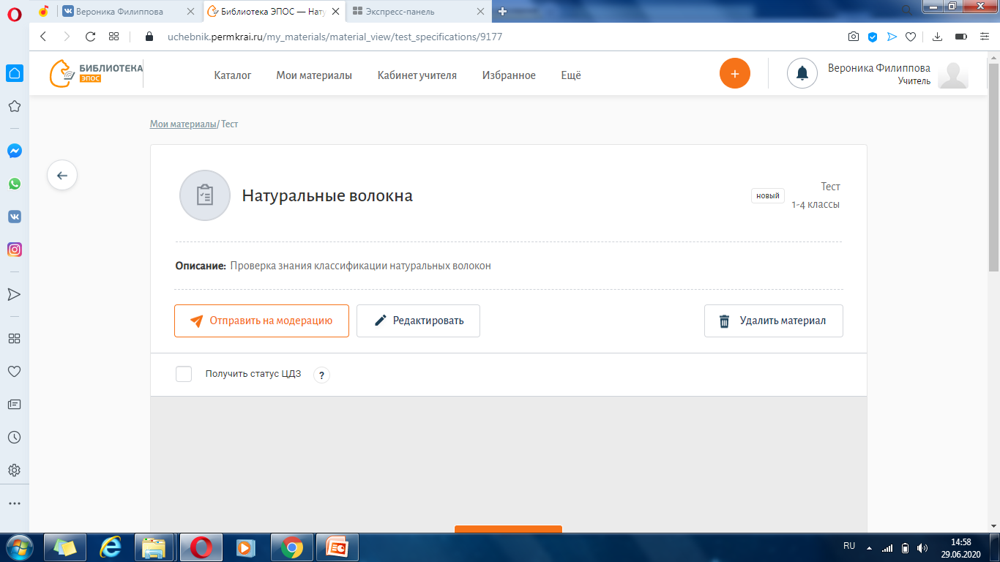 Вероника Филиппова
Библиотека ЭПОС — Нату
Экспресс-панель
uchebnik.permkrai.ru/my_materials/material_view/test_specifications/9177
БИБЛИОТЕКА
ЭПОС
Каталог
Мои материалы
Кабинет учителя
Избранное
Ещё
Вероника Филиппова
Учитель
Мои материалы/ Тест
Натуральные волокна
новый
Тест
1-4 классы
Описание: Проверка знания классификации натуральных волокон
Отправить на модерацию
Редактировать
Удалить материал
Получить статус ЦДЗ
?
RU
14:58
29.06.2020